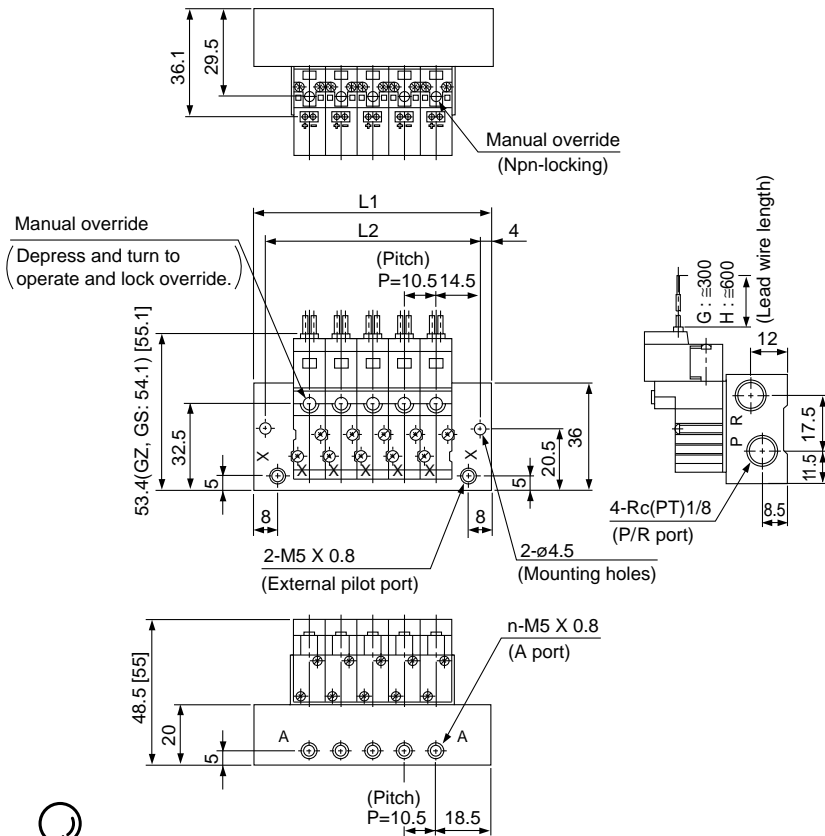 36.1
29.5
Manual override
(Npn-locking)
L1
L2
4
Manual override
(Depress and turn to
operate and lock override.)
(Pitch)
P=10.5
14.5
53.4(GZ, GS: 54.1) [55.1]
32.5
5
X
X X X X X
X
20.5
36
5
8
8
2-M5 X 0.8
(External pilot port)
2-ø4.5
(Mounting holes)
G : ≅300
H : ≅600
(Lead wire length)
12
R
P
17.5
11.5
8.5
4-Rc(PT)1/8
(P/R port)
48.5 [55]
20
5
A
A
n-M5 X 0.8
(A port)
(Pitch)
P=10.5
18.5